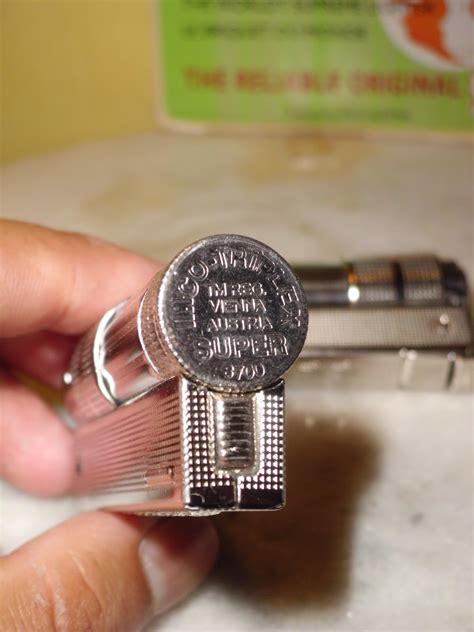 THE RELIABLE ORIGINAL
IMCO-TRIPLEX
TM REG.
VIENNA
AUSTRIA
SUPER
6700